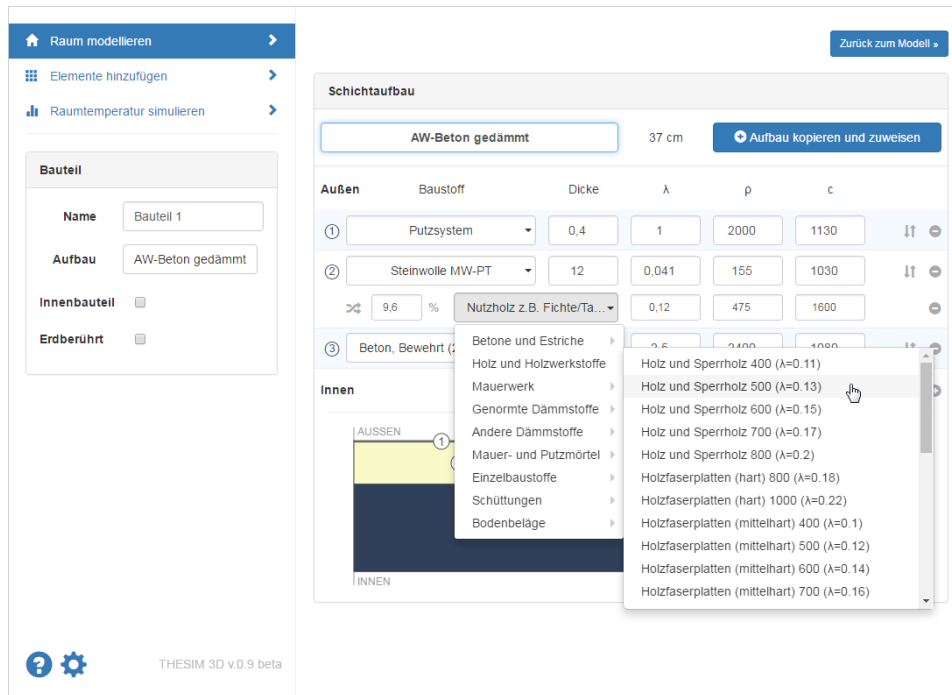 Raum modellieren
Zurück zum Modell »
Elemente hinzufügen
Raumtemperatur simulieren
Schichtaufbau
AW-Beton gedämmt 37 cm Aufbau kopieren und zuweisen
Bauteil
Name Bauteil 1
Aufbau AW-Beton gedämmt
Innenbauteil
Erdberührt
Außen Baustoff Dicke λ ρ c
1 Putzsystem 0,4 1 2000 1130
2 Steinwolle MW-PT 12 0,041 155 1030
9,6 % Nutzholz z.B. Fichte/Ta... 0,12 475 1600
3 Beton, Bewehrt (2
Innen
Betone und Estriche
Holz und Holzwerkstoffe
Mauerwerk
Genormte Dämmstoffe
Andere Dämmstoffe
Mauer- und Putzmörtel
Einzelbaustoffe
Schüttungen
Bodenbeläge
Holz und Sperrholz 400 (λ=0.11)
Holz und Sperrholz 500 (λ=0.13)
Holz und Sperrholz 600 (λ=0.15)
Holz und Sperrholz 700 (λ=0.17)
Holz und Sperrholz 800 (λ=0.2)
Holzfaserplatten (hart) 800 (λ=0.18)
Holzfaserplatten (hart) 1000 (λ=0.22)
Holzfaserplatten (mittelhart) 400 (λ=0.1)
Holzfaserplatten (mittelhart) 500 (λ=0.12)
Holzfaserplatten (mittelhart) 600 (λ=0.14)
Holzfaserplatten (mittelhart) 700 (λ=0.16)
AUSSEN
1
INNEN
THESIM 3D v.0.9 beta